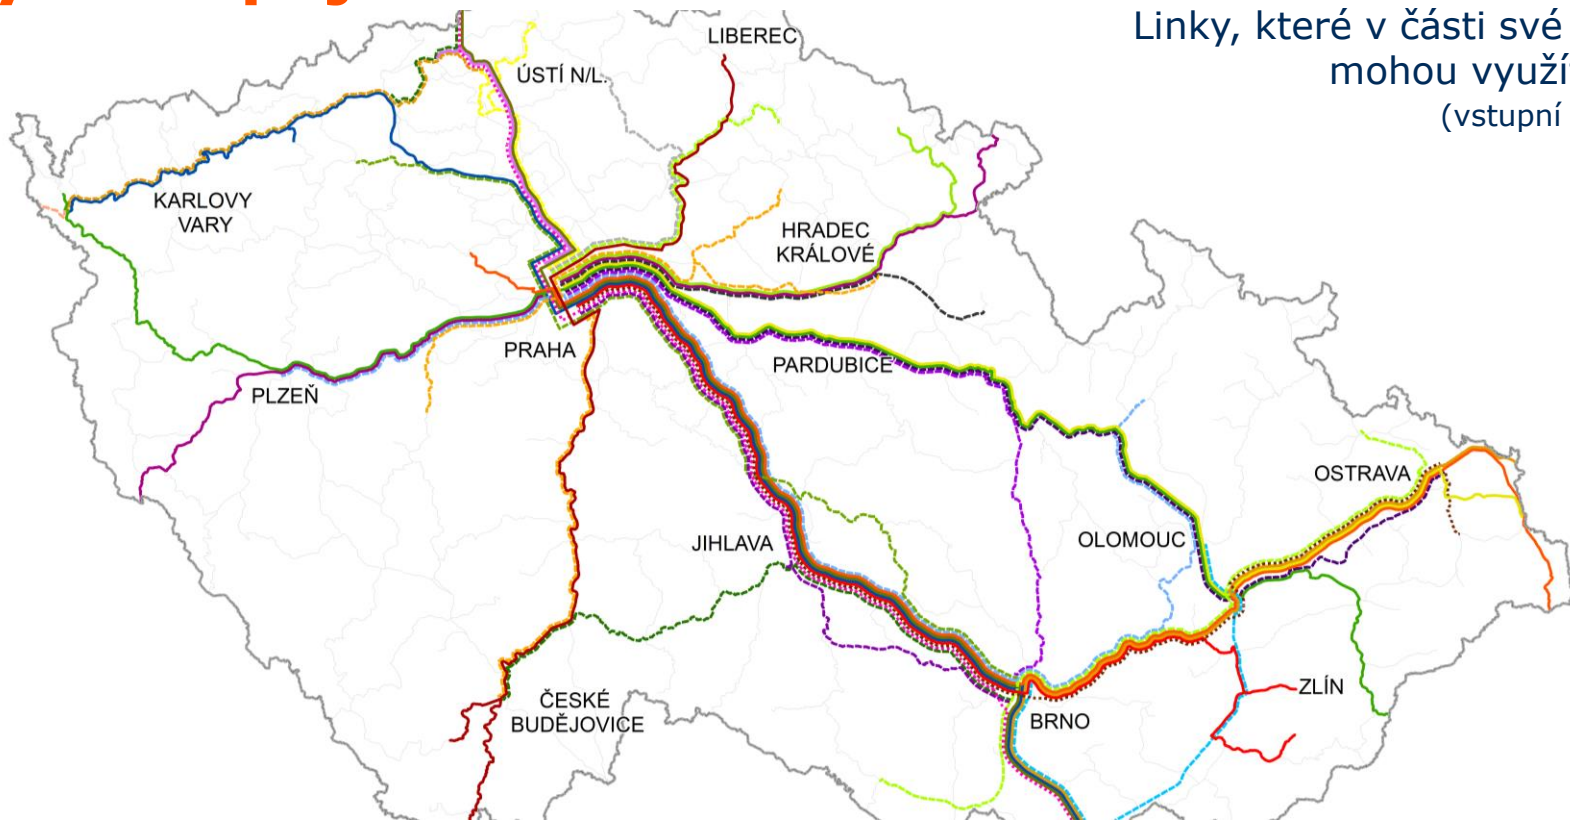 Linky, které v části své
mohou využí
(vstupní
LIBEREC
ÚSTÍ N/L.
KARLOVY
VARY
HRADEC
KRÁLOVÉ
PRAHA
PARDUBICE
PLZEŇ
OSTRAVA
JIHLAVA
OLOMOUC
ČESKÉ
BUDĚJOVICE
ZLÍN
BRNO